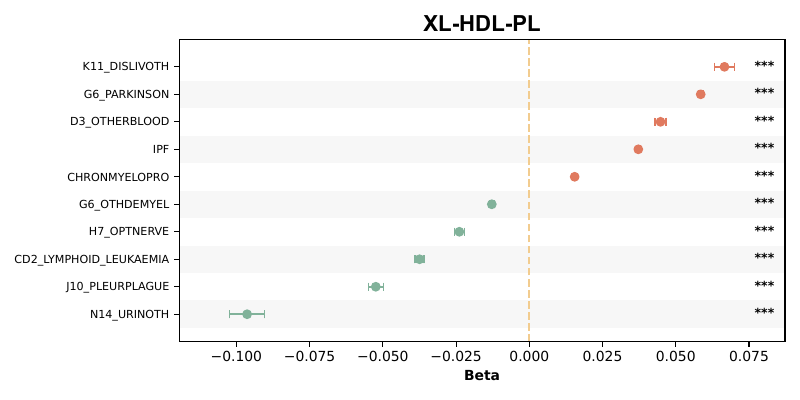 XL-HDL-PL
K11_DISLIVOTH ***
G6_PARKINSON ***
D3_OTHERBLOOD ***
IPF ***
CHRONMYELOPRO ***
G6_OTHDEMYEL ***
H7_OPTNERVE ***
CD2_LYMPHOID_LEUKAEMIA ***
J10_PLEURPLAGUE ***
N14_URINOTH ***
−0.100 −0.075 −0.050 −0.025 0.000 0.025 0.050 0.075
Beta